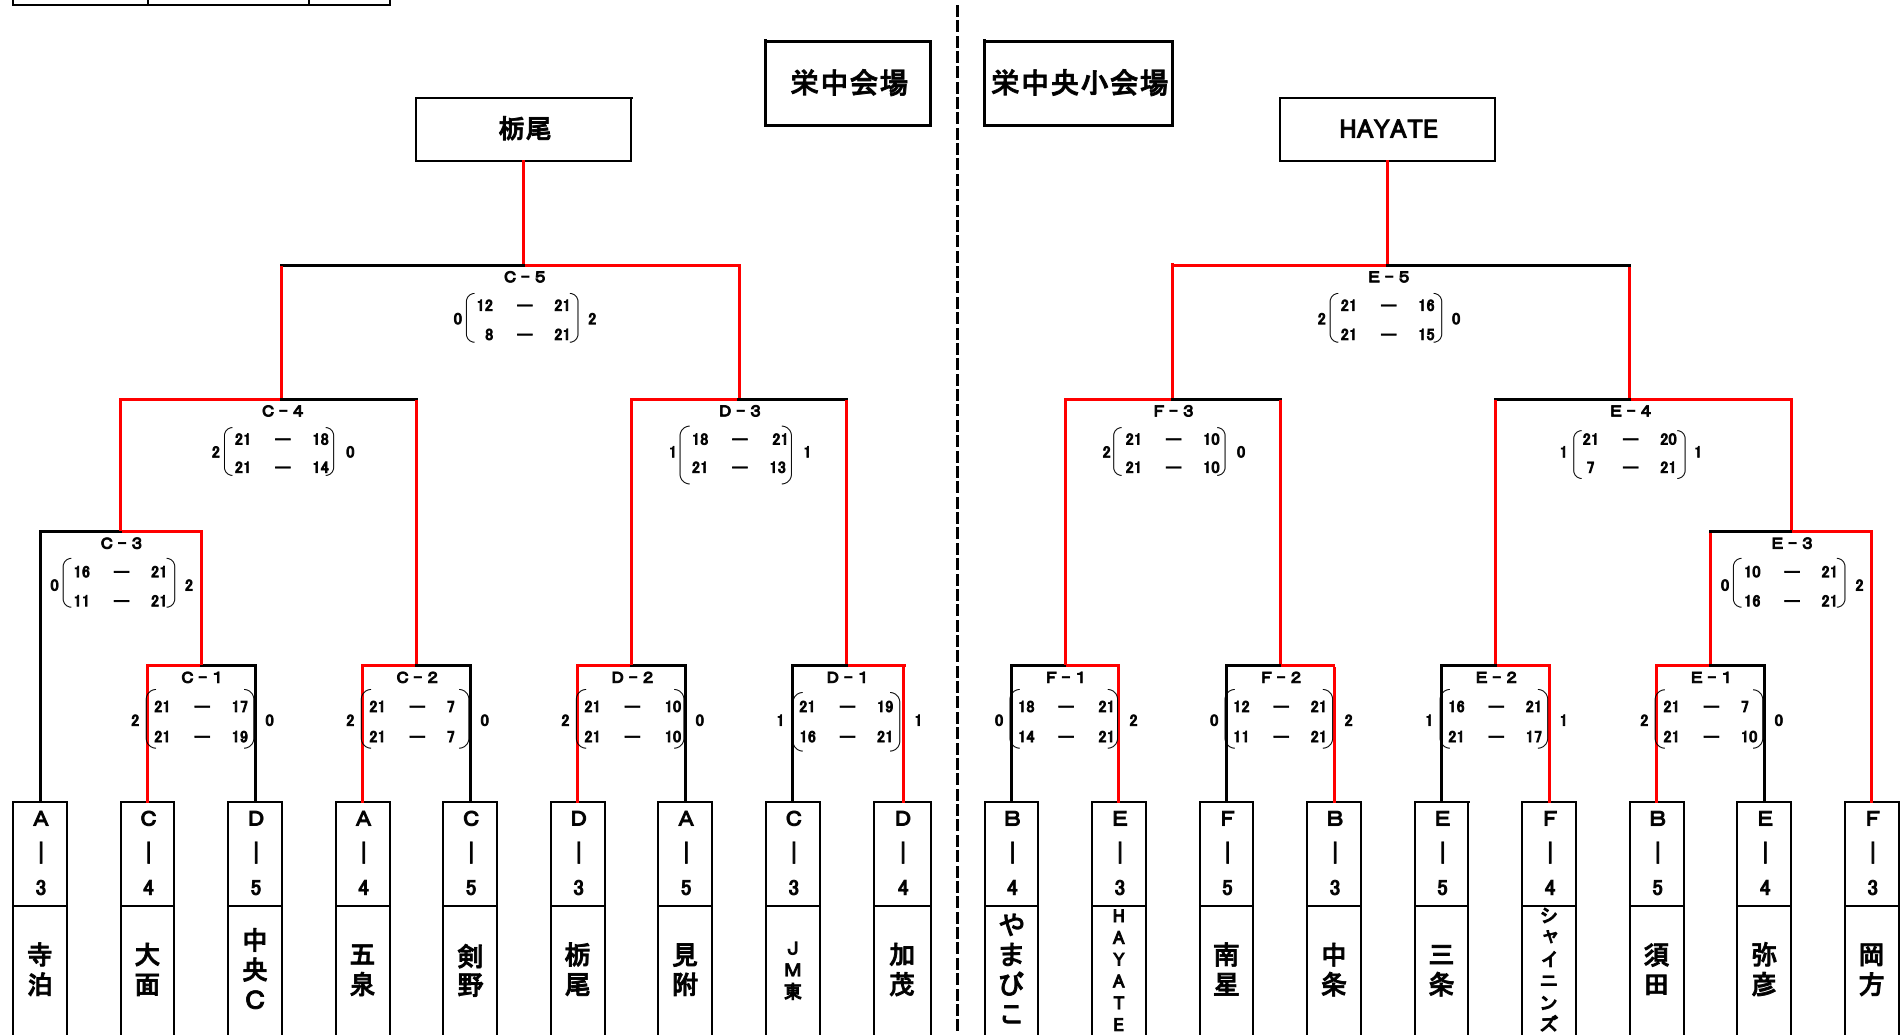 栄中会場 栄中央小会場
栃尾 HAYATE
C-5 E-5
0 12 ― 21 2 2 21 ― 16 0
8 ― 21 21 ― 15
C-4 D-3 F-3 E-4
2 21 ― 18 0 1 18 ― 21 1 2 21 ― 10 0 1 21 ― 20 1
21 ― 14 21 ― 13 21 ― 10 7 ― 21
C-3 E-3
0 16 ― 21 2 0 10 ― 21 2
11 ― 21 16 ― 21
C-1 C-2 D-2 D-1 F-1 F-2 E-2 E-1
2 21 ― 17 0 2 21 ― 7 0 2 21 ― 10 0 1 21 ― 19 1 0 18 ― 21 2 0 12 ― 21 2 1 16 ― 21 1 2 21 ― 7 0
21 ― 19 21 ― 7 21 ― 10 16 ― 21 14 ― 21 11 ― 21 21 ― 17 21 ― 10
A|3 C|4 D|5 A|4 C|5 D|3 A|5 C|3 D|4 B|4 E|3 F|5 B|3 E|5 F|4 B|5 E|4 F|3
寺泊 大面 中央C 五泉 剣野 栃尾 見附 JM東 加茂 やまびこ HAYATE 南星 中条 三条 シャイニンズ 須田 弥彦 岡方